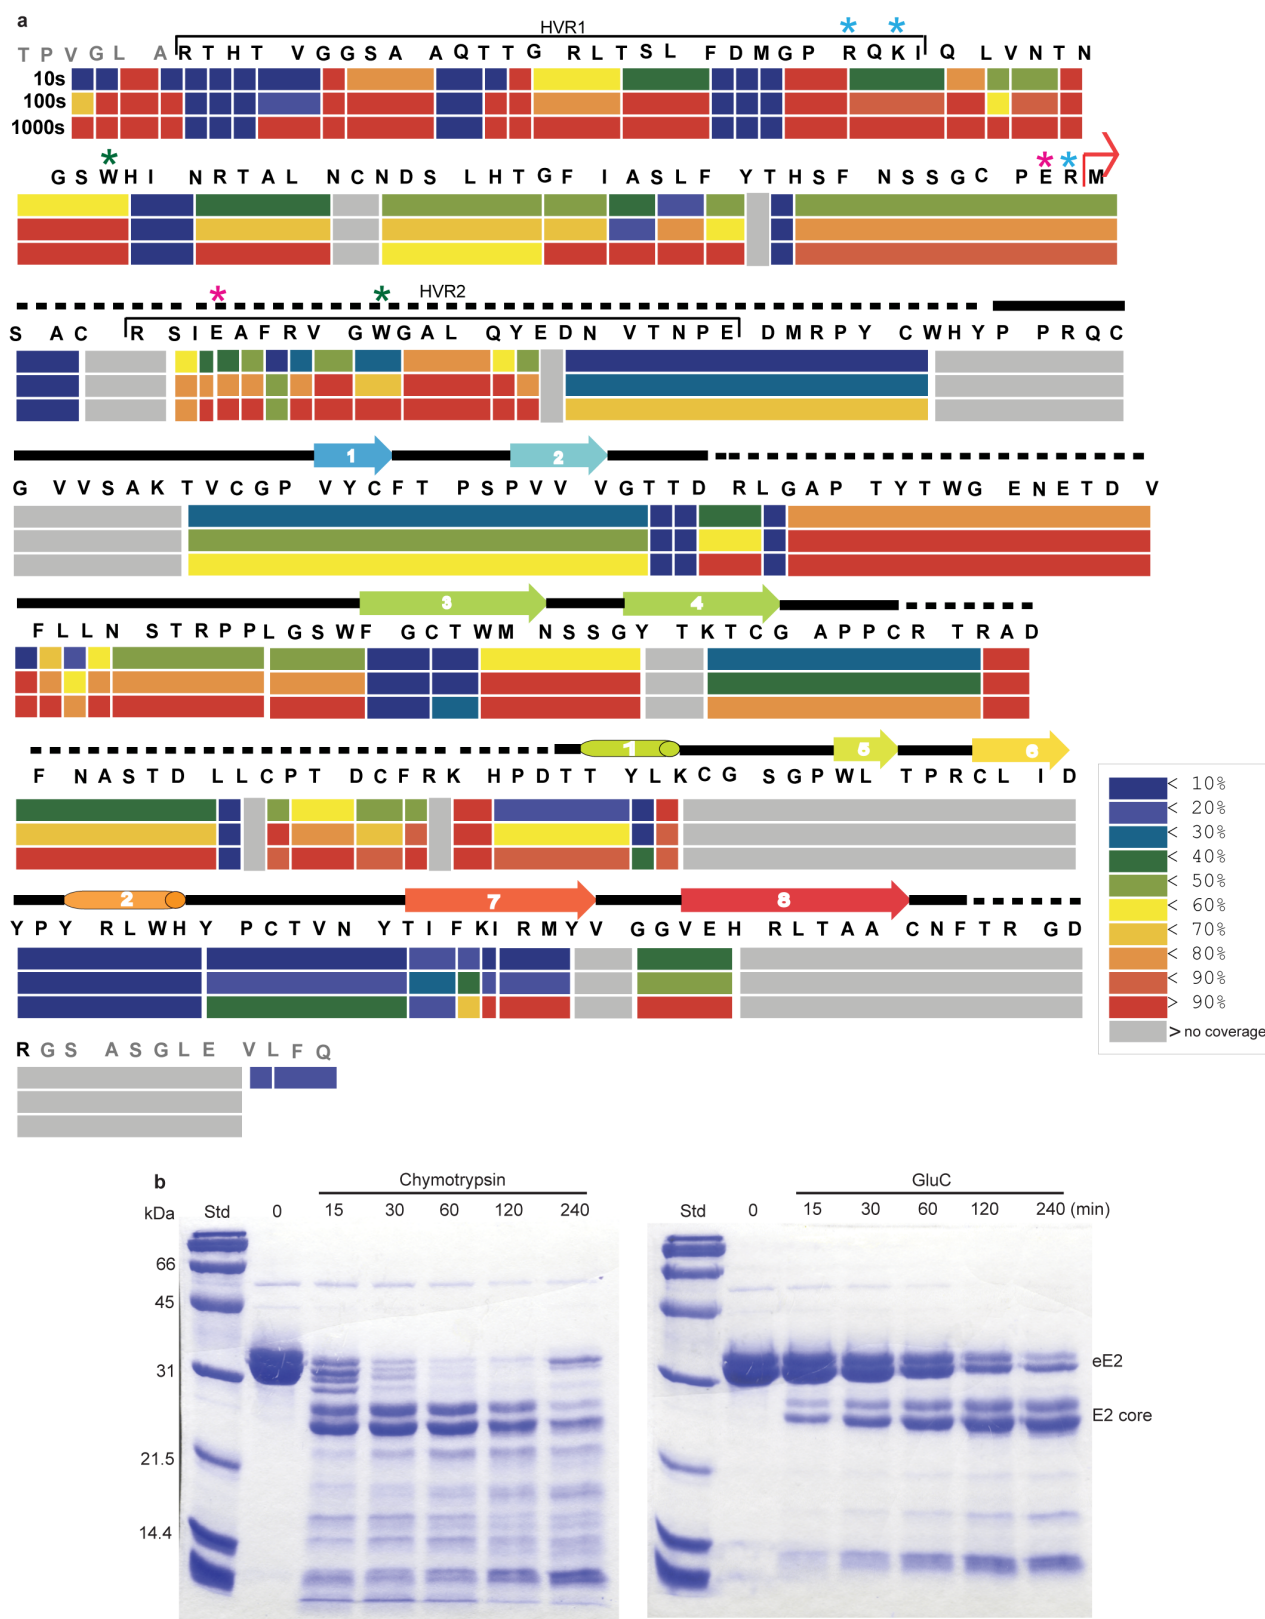 a
HVR1
* *
T P V G L A R T H T V G G S A A Q T T G R L T S L F D M G P R Q K I Q L V N T N
10s
100s
1000s
* * *
G S W H I N R T A L N C N D S L H T G F I A S L F Y T H S F N S S G C P E R M
* * HVR2
S A C R S I E A F R V G W G A L Q Y E D N V T N P E D M R P Y C W H Y P P R Q C
1 2
G V V S A K T V C G P V Y C F T P S P V V V G T T D R L G A P T Y T W G E N E T D V
3 4
F L L N S T R P P L G S W F G C T W M N S S G Y T K T C G A P P C R T R A D
1 5 6
F N A S T D L L C P T D C F R K H P D T T Y L K C G S G P W L T P R C L I D
< 10%
< 20%
< 30%
< 40%
< 50%
< 60%
< 70%
< 80%
< 90%
> 90%
> no coverage
2 7 8
Y P Y R L W H Y P C T V N Y T I F K I R M Y V G G V E H R L T A A C N F T R G D
R G S A S G L E V L F Q
b
Chymotrypsin GluC
kDa Std 0 15 30 60 120 240 Std 0 15 30 60 120 240 (min)
66
45
31 eE2
E2 core
21.5
14.4